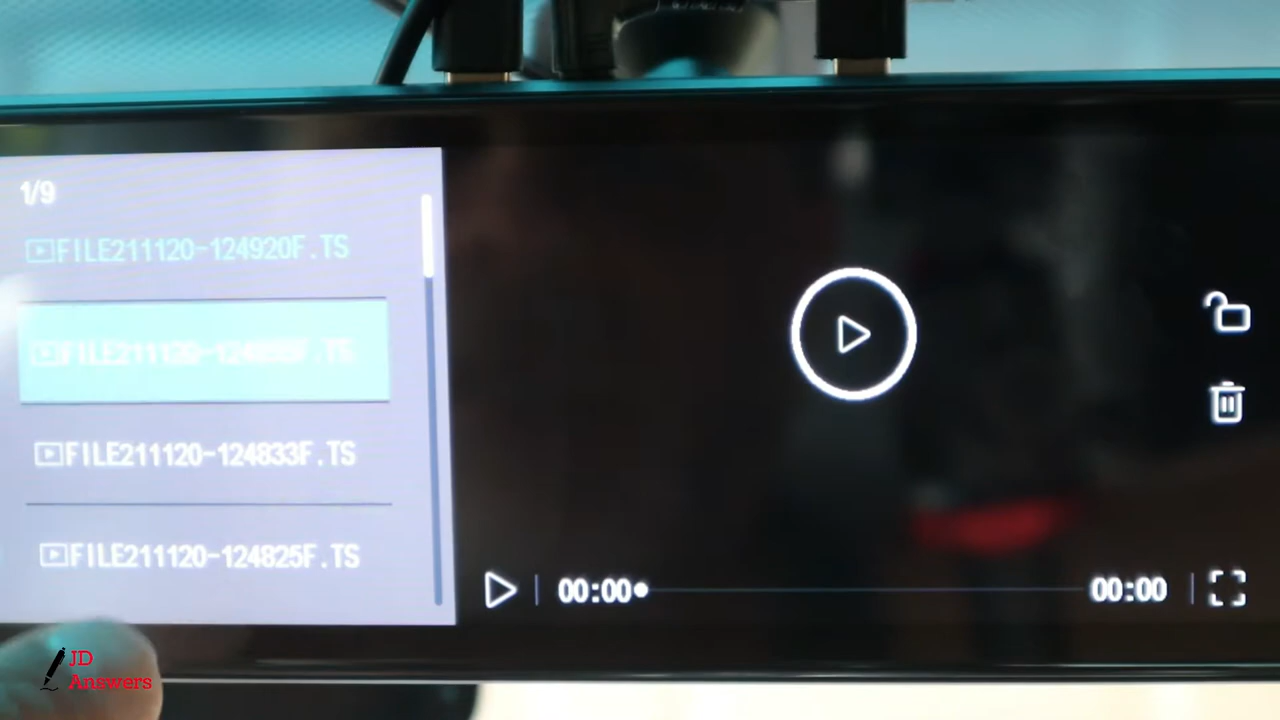 1/9
FILE211120-124920F.TS
FILE211120-124833F.TS
FILE211120-124825F.TS
00:00
00:00
JD
Answers